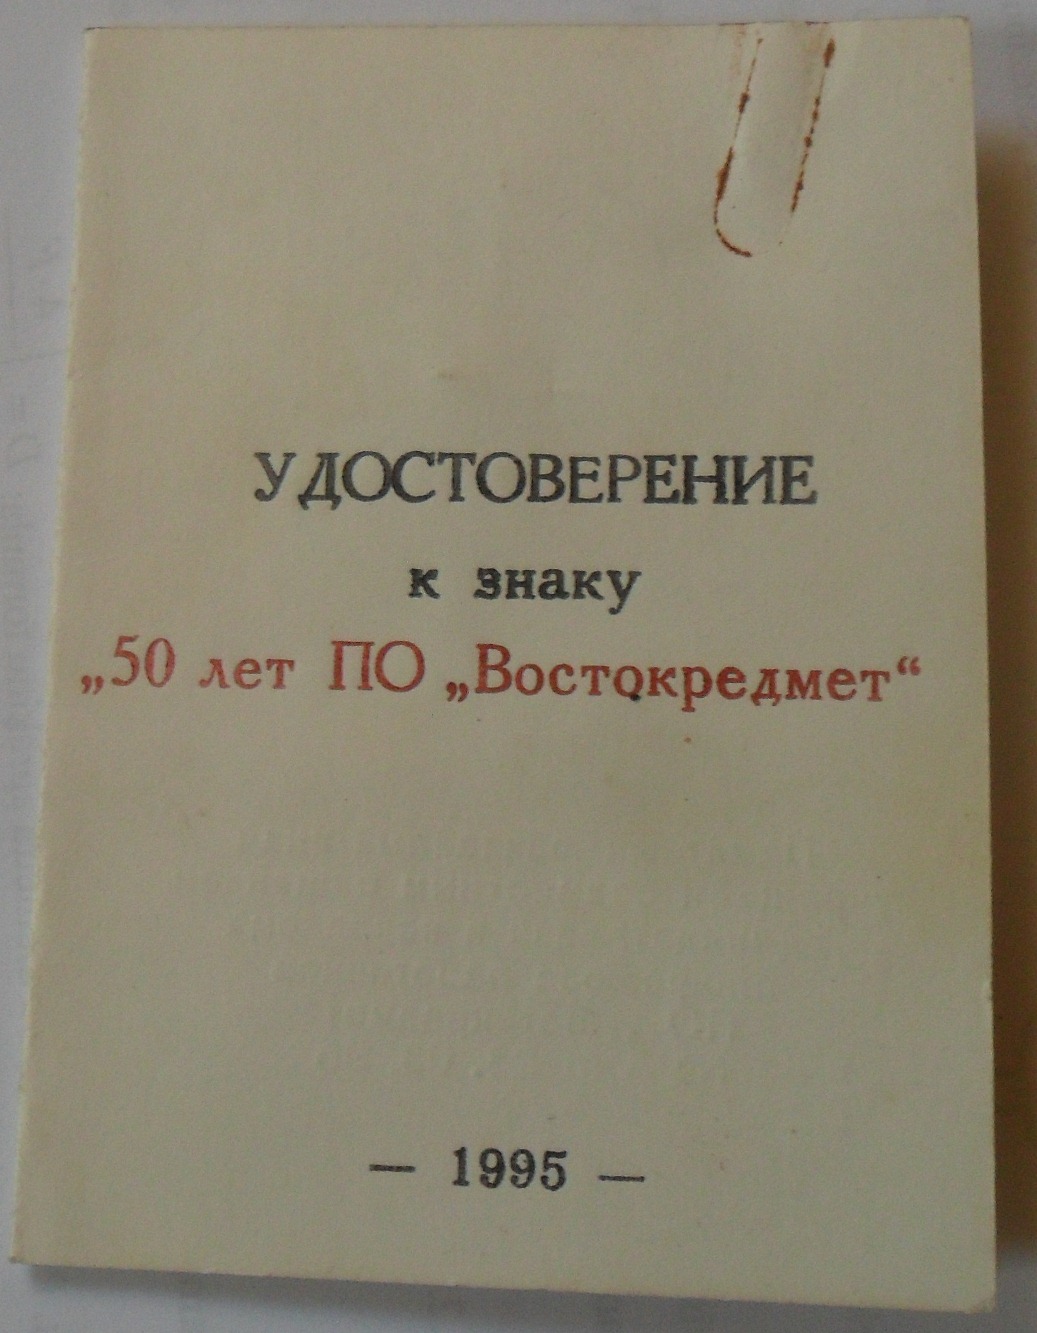 УДОСТОВЕРЕНИЕ
к знаку
„50 лет ПО „Востокредмет“
— 1995 —